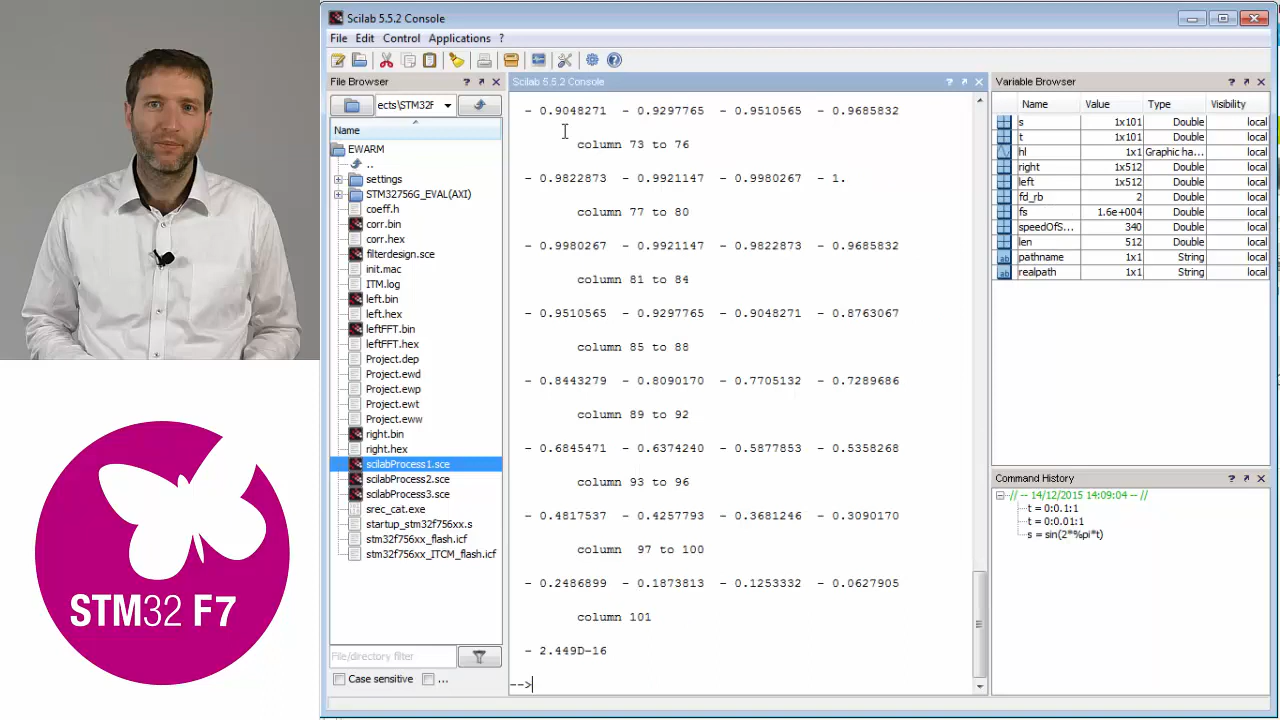 Scilab 5.5.2 Console
File Edit Control Applications ?
File Browser ? 
ects\STM32F
Name
EWARM
..
settings
STM32756G_EVAL(AXI)
coeff.h
corr.bin
corr.hex
filterdesign.sce
init.mac
ITM.log
left.bin
left.hex
leftFFT.bin
leftFFT.hex
Project.dep
Project.ewd
Project.ewp
Project.ewt
Project.eww
right.bin
right.hex
scilabProcess1.sce
scilabProcess2.sce
scilabProcess3.sce
srec_cat.exe
startup_stm32f756xx.s
stm32f756xx_flash.icf
stm32f756xx_ITCM_flash.icf
File/directory filter
Case sensitive ...
Scilab 5.5.2 Console ?
- 0.9048271 - 0.9297765 - 0.9510565 - 0.9685832
column 73 to 76
- 0.9822873 - 0.9921147 - 0.9980267 - 1.
column 77 to 80
- 0.9980267 - 0.9921147 - 0.9822873 - 0.9685832
column 81 to 84
- 0.9510565 - 0.9297765 - 0.9048271 - 0.8763067
column 85 to 88
- 0.8443279 - 0.8090170 - 0.7705132 - 0.7289686
column 89 to 92
- 0.6845471 - 0.6374240 - 0.5877853 - 0.5358268
column 93 to 96
- 0.4817537 - 0.4257793 - 0.3681246 - 0.3090170
column 97 to 100
- 0.2486899 - 0.1873813 - 0.1253332 - 0.0627905
column 101
- 2.449D-16
-->
Variable Browser ?
Name Value Type Visibility
s 1x101 Double local
t 1x101 Double local
hl 1x1 Graphic ha... local
right 1x512 Double local
left 1x512 Double local
fd_rb 2 Double local
fs 1.6e+004 Double local
speedOfS... 340 Double local
len 512 Double local
pathname 1x1 String local
realpath 1x1 String local
Command History ?
// -- 14/12/2015 14:09:04 -- //
t = 0:0.1:1
t = 0:0.01:1
s = sin(2*%pi*t)
STM32 F7